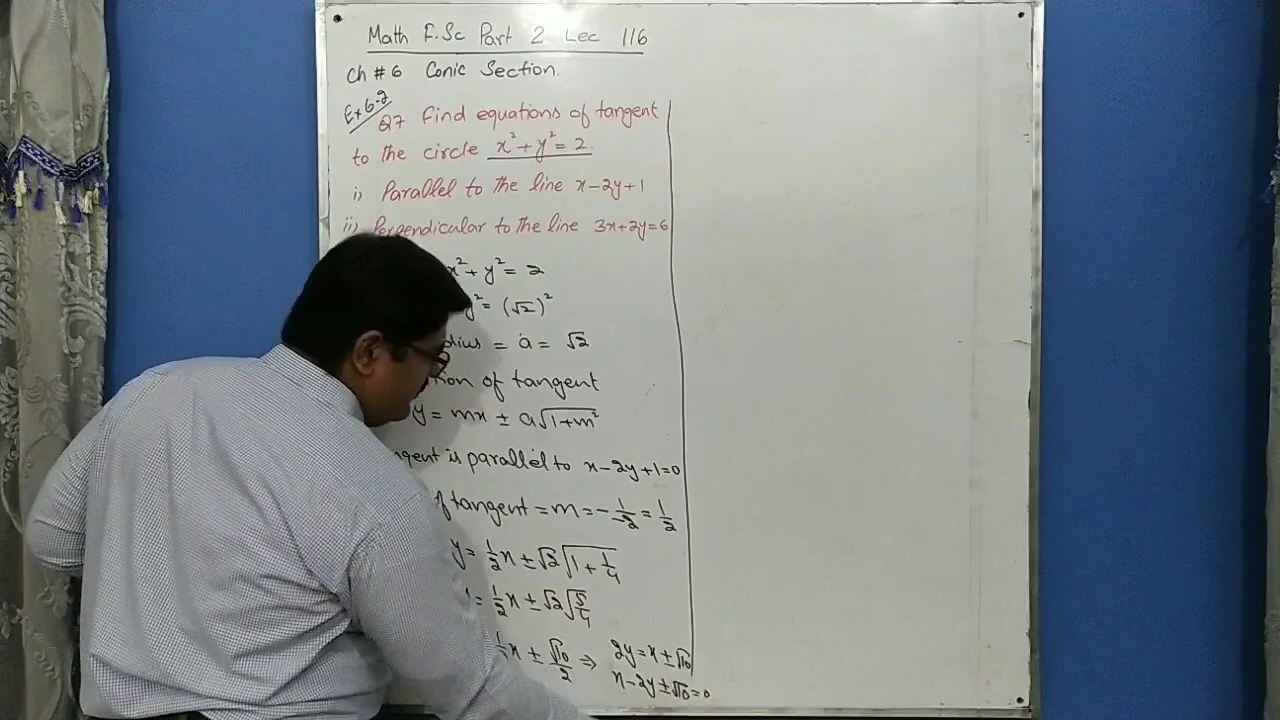 Math F.Sc Part 2 Lec 116
Ch # 6 Conic Section.
Ex 6.2
Q7 Find equations of tangent
to the circle x²+y²=2.
i) Parallel to the line x-2y+1
ii) Perpendicular to the line 3x+2y=6
x²+y²=2
y²=(√2)²
dius = a = √2
tion of tangent
y = mx ± a√1+m²
ngent is parallel to x-2y+1=0
of tangent = m = -1/-2 = 1/2
y = 1/2x ± √2√1+1/4
= 1/2x ± √2√5/4
1/2x ± √10/2 ⇒ 2y = x ± √10
x-2y±√10=0